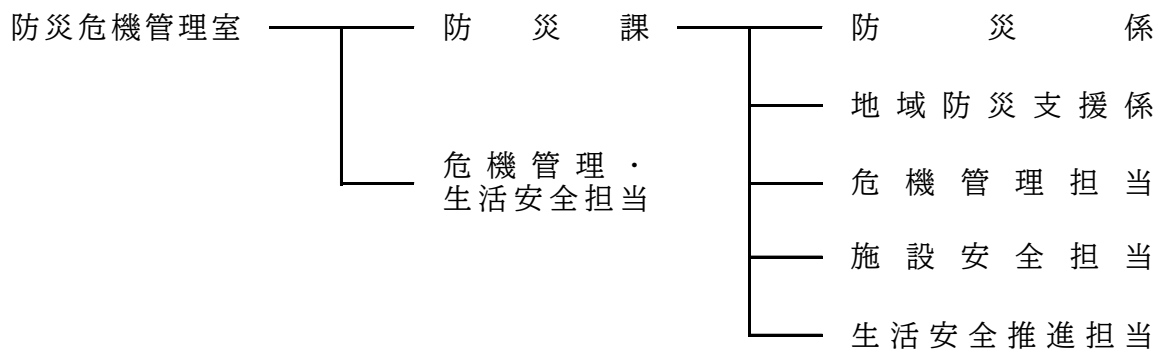 防災危機管理室
防災課
危機管理・
生活安全担当
防災係
地域防災支援係
危機管理担当
施設安全担当
生活安全推進担当